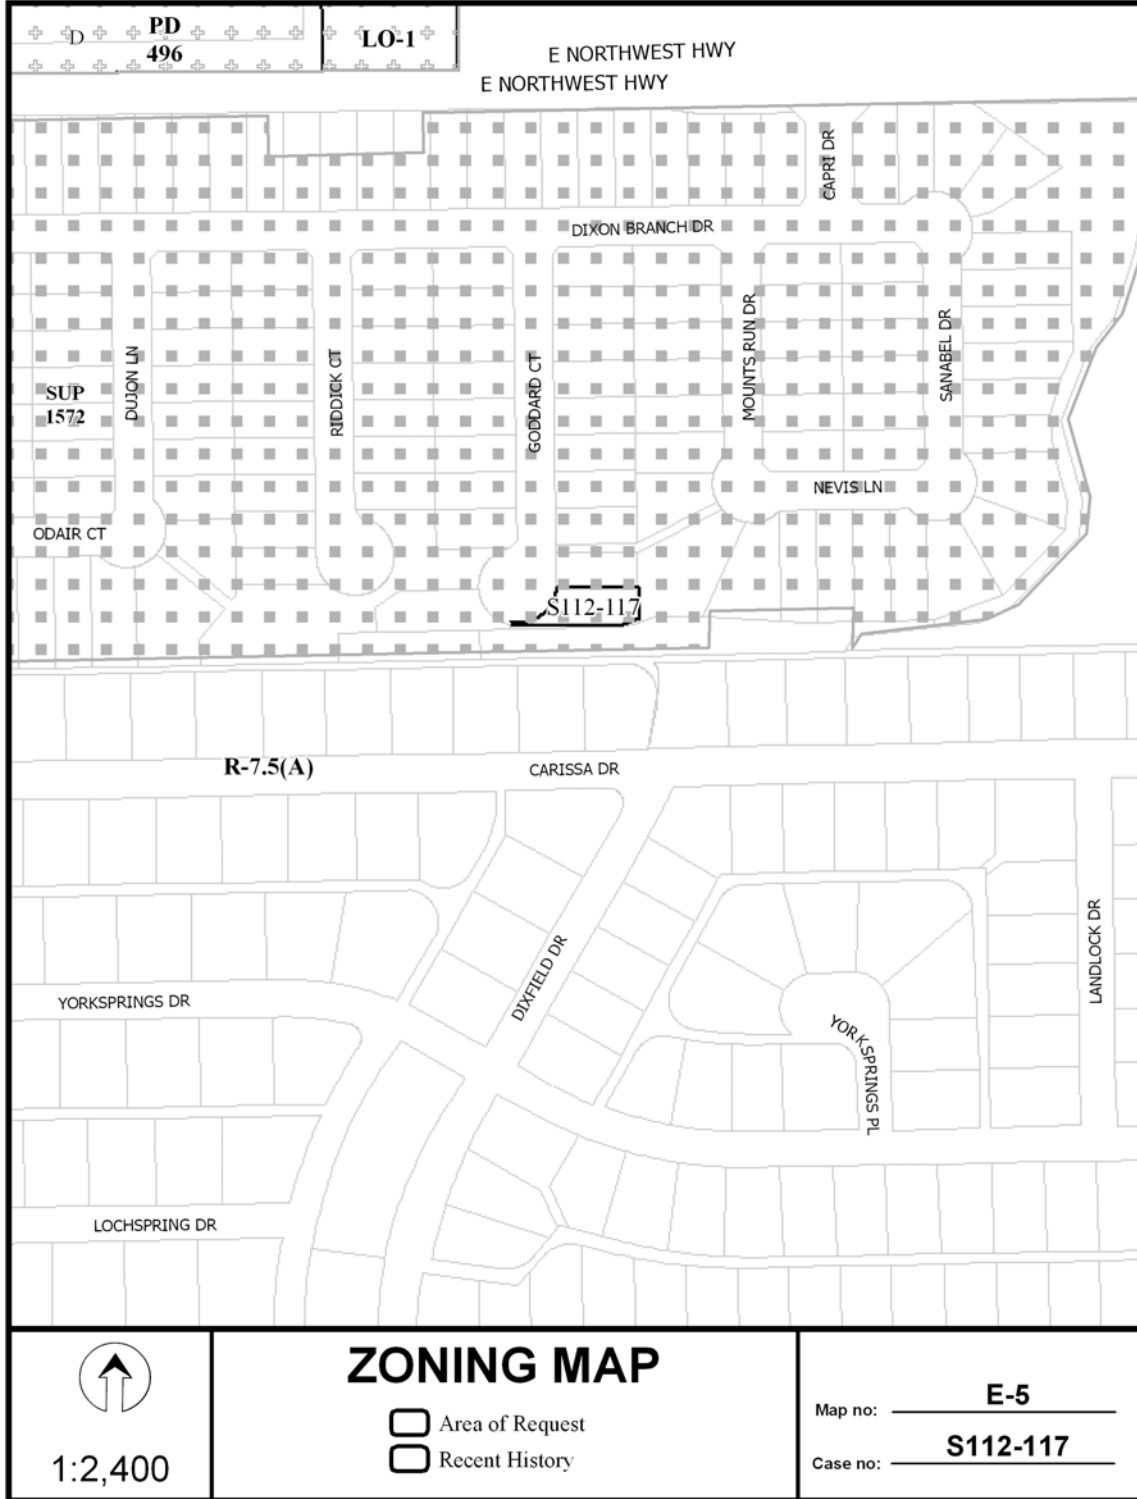 D
PD
496
LO-1
E NORTHWEST HWY
E NORTHWEST HWY
CAPRI DR
DIXON BRANCH DR
DUJON LN
RIDDICK CT
GODDARD CT
MOUNTS RUN DR
SANABEL DR
SUP
1572
NEVIS LN
ODAIR CT
S112-117
R-7.5(A)
CARISSA DR
DIXFIELD DR
LANDLOCK DR
YORKSPRINGS DR
YORKSPRINGS PL
LOCHSPRING DR
1:2,400
ZONING MAP
Area of Request
Recent History
Map no: E-5
Case no: S112-117